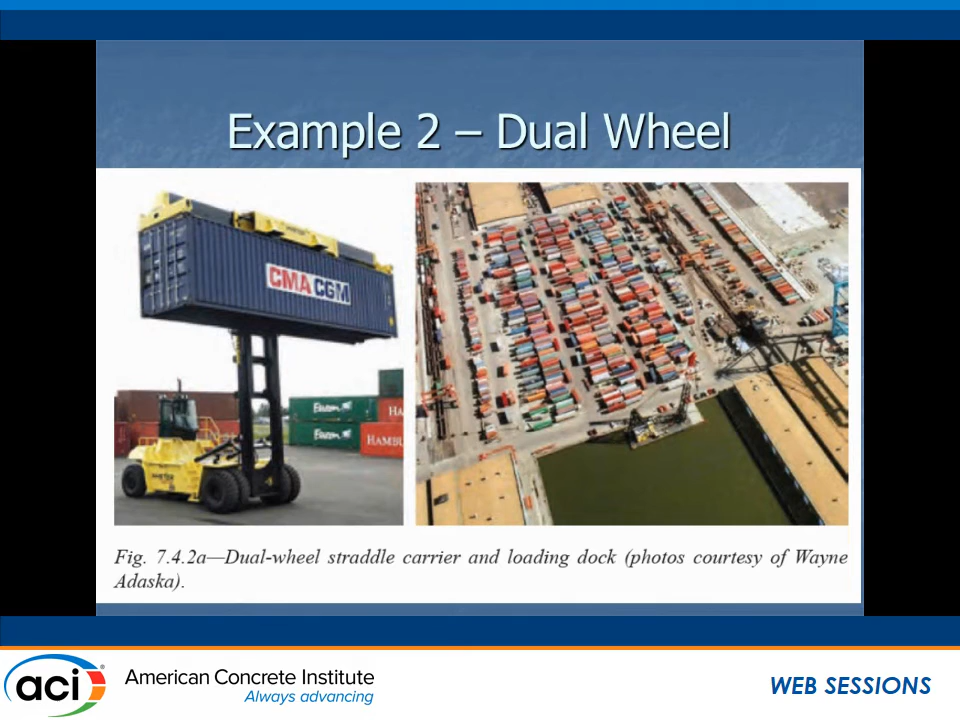 Example 2 – Dual Wheel
CMA CGM
HAMBU
Fig. 7.4.2a—Dual-wheel straddle carrier and loading dock (photos courtesy of Wayne
Adaska).
aci
®
American Concrete Institute
Always advancing
WEB SESSIONS